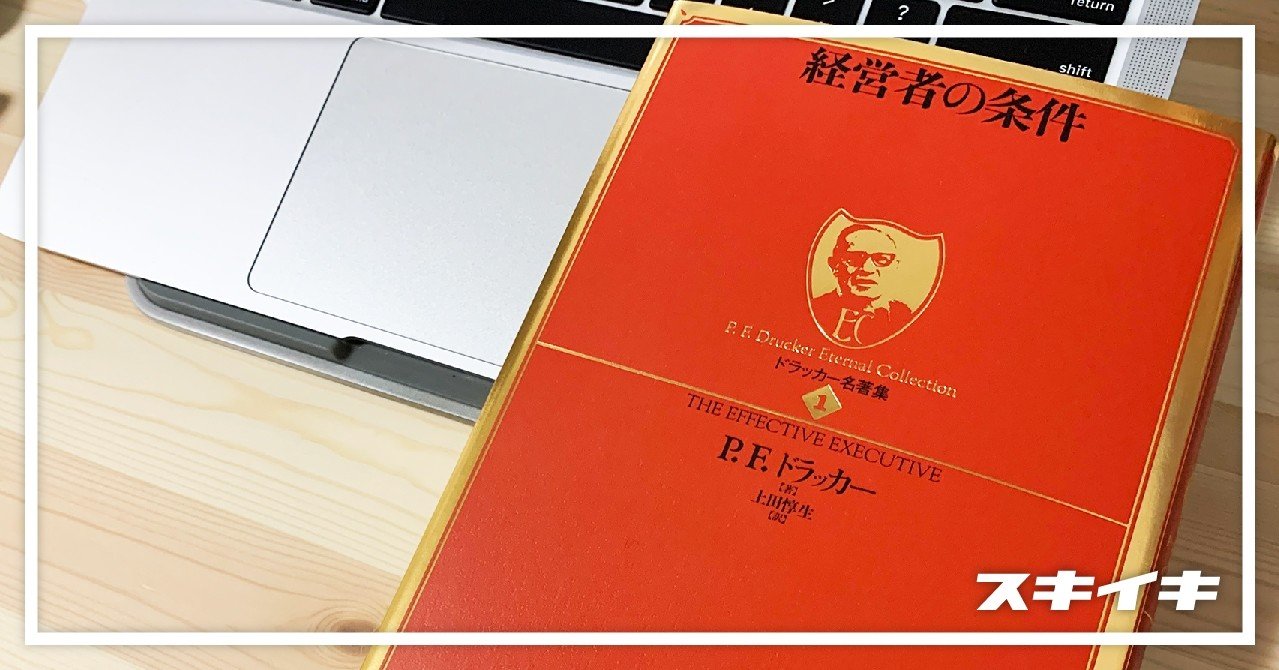 return
?
shift
経営者の条件
EC
P. F. Drucker Eternal Collection
ドラッカー名著集
1
THE EFFECTIVE EXECUTIVE
P. F. ドラッカー
[著]
上田惇生
[訳]
スキイキ